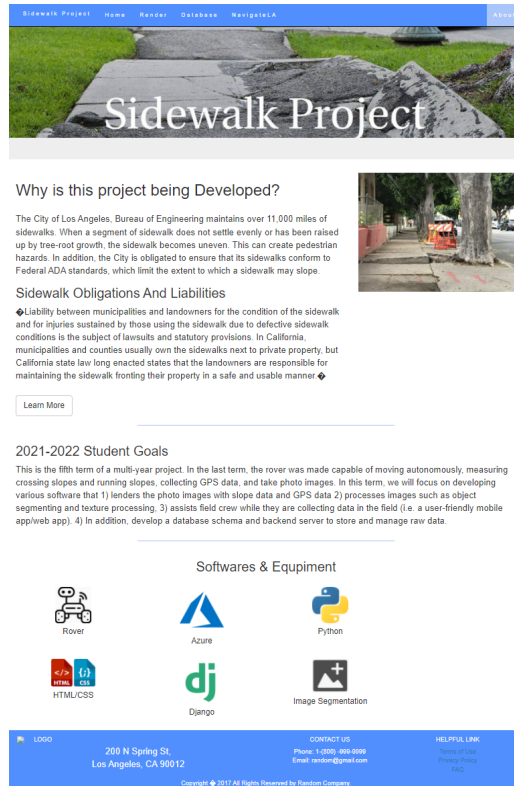 Sidewalk Project Home Render Database NavigateLA About
Sidewalk Project
Why is this project being Developed?
The City of Los Angeles, Bureau of Engineering maintains over 11,000 miles of
sidewalks. When a segment of sidewalk does not settle evenly or has been raised
up by tree-root growth, the sidewalk becomes uneven. This can create pedestrian
hazards. In addition, the City is obligated to ensure that its sidewalks conform to
Federal ADA standards, which limit the extent to which a sidewalk may slope.
Sidewalk Obligations And Liabilities
�Liability between municipalities and landowners for the condition of the sidewalk
and for injuries sustained by those using the sidewalk due to defective sidewalk
conditions is the subject of lawsuits and statutory provisions. In California,
municipalities and counties usually own the sidewalks next to private property, but
California state law long enacted states that the landowners are responsible for
maintaining the sidewalk fronting their property in a safe and usable manner.�
Learn More
2021-2022 Student Goals
This is the fifth term of a multi-year project. In the last term, the rover was made capable of moving autonomously, measuring
crossing slopes and running slopes, collecting GPS data, and take photo images. In this term, we will focus on developing
various software that 1) lenders the photo images with slope data and GPS data 2) processes images such as object
segmenting and texture processing, 3) assists field crew while they are collecting data in the field (i.e. a user-friendly mobile
app/web app). 4) In addition, develop a database schema and backend server to store and manage raw data.
Softwares & Equpiment
Rover
Azure
Python
HTML CSS
HTML/CSS
dj
Django
Image Segmentation
LOGO
200 N Spring St,
Los Angeles, CA 90012
CONTACT US
Phone: 1-(800) -999-9999
Email: random@gmail.com
HELPFUL LINK
Terms of Use
Privacy Policy
FAQ
Copyright � 2017 All Rights Reserved by Random Company